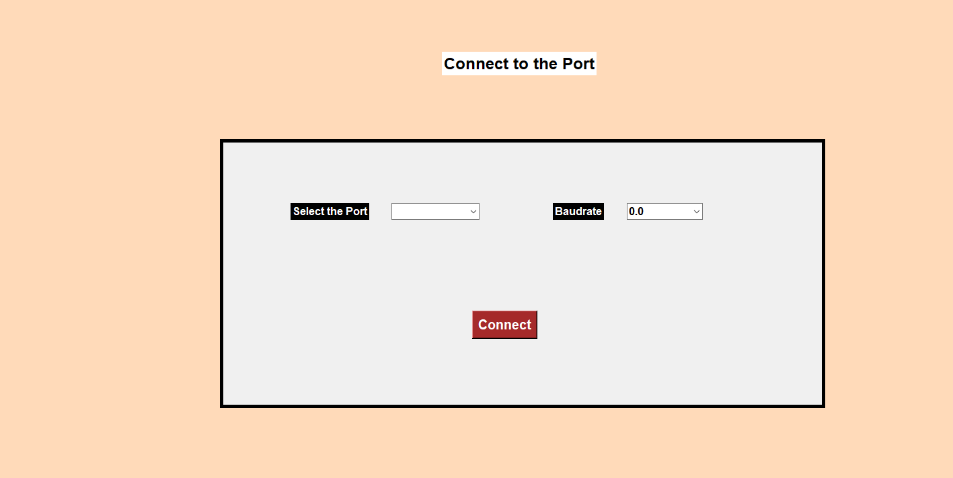 Connect to the Port
Select the Port
Baudrate 0.0
Connect